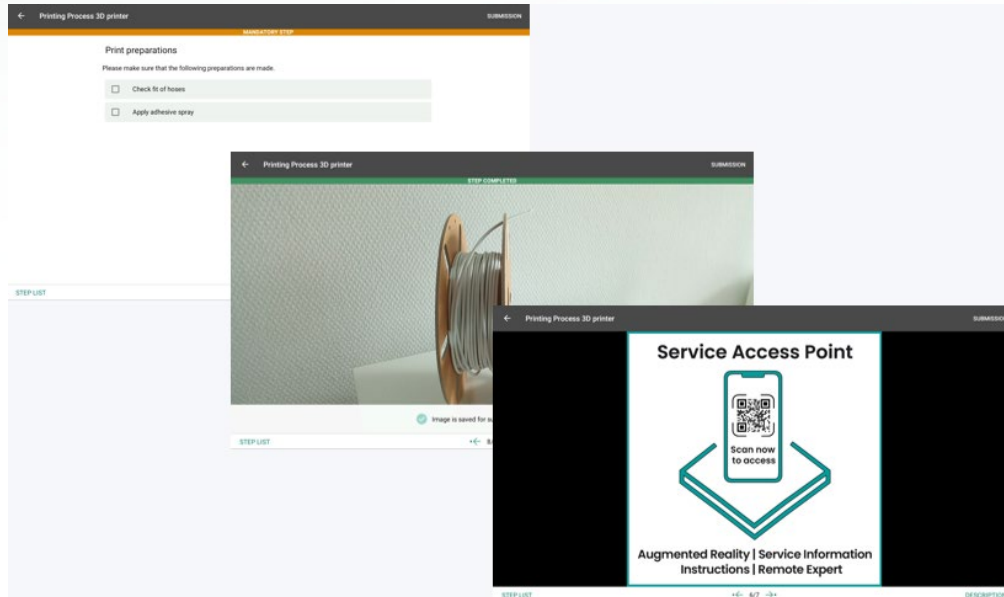 Printing Process 3D printer
SUBMISSION
MANDATORY STEP
Print preparations
Please make sure that the following preparations are made.
Check fit of hoses
Apply adhesive spray
STEP LIST
Printing Process 3D printer
SUBMISSION
STEP COMPLETED
Image is saved for
STEP LIST
Printing Process 3D printer
SUBMISSION
Service Access Point
Scan now
to access
Augmented Reality | Service Information
Instructions | Remote Expert
STEP LIST
DESCRIPTION